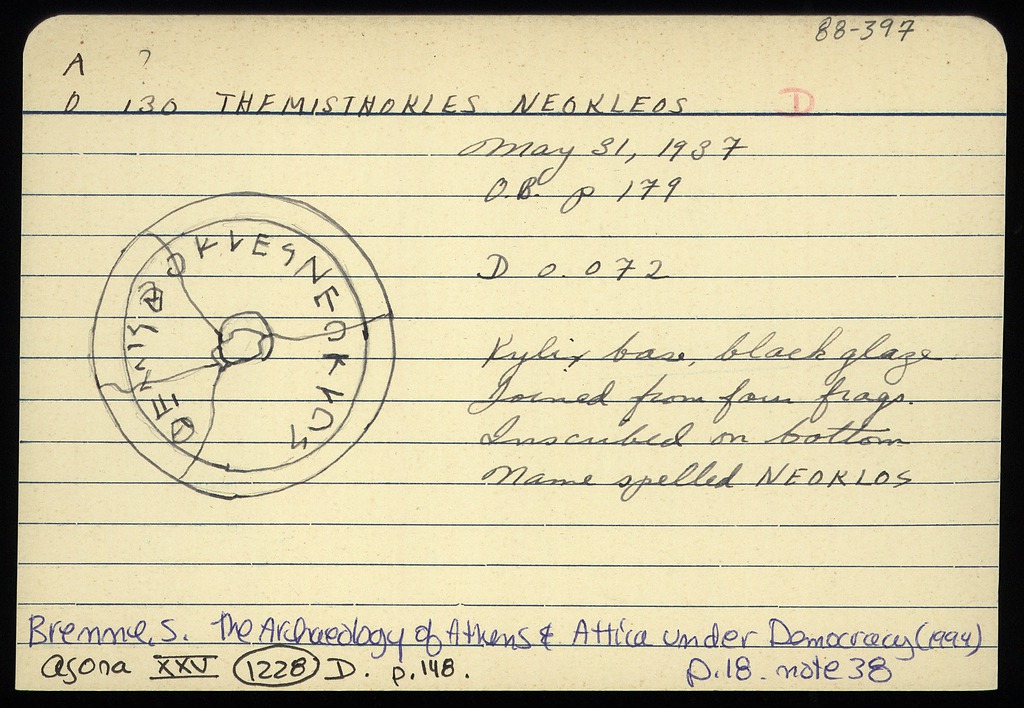 88-397
A ?
O 130 THEMISTHOKLES NEOKLEOS D
May 31, 1937
O.B. p 179
D 0.072
Kylix base, black glaze.
Joined from four frags.
Inscribed on bottom
Name spelled NEOKLOS
Brenne, S. The Archaeology of Athens & Attica under Democracy (1994)
p.18. note 38
Agora XXV 1228 D. p.148.